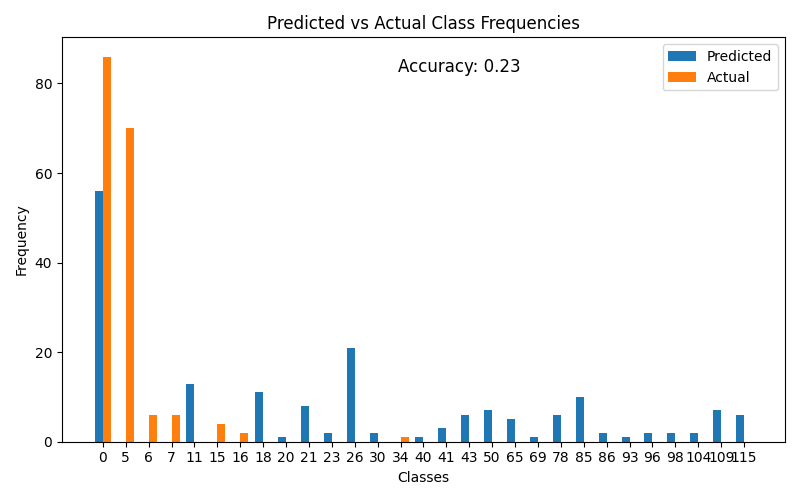 Predicted vs Actual Class Frequencies
Accuracy: 0.23
Predicted
Actual
Frequency
80
60
40
20
0
0 5 6 7 11 15 16 18 20 21 23 26 30 34 40 41 43 50 65 69 78 85 86 93 96 98 104 109 115
Classes